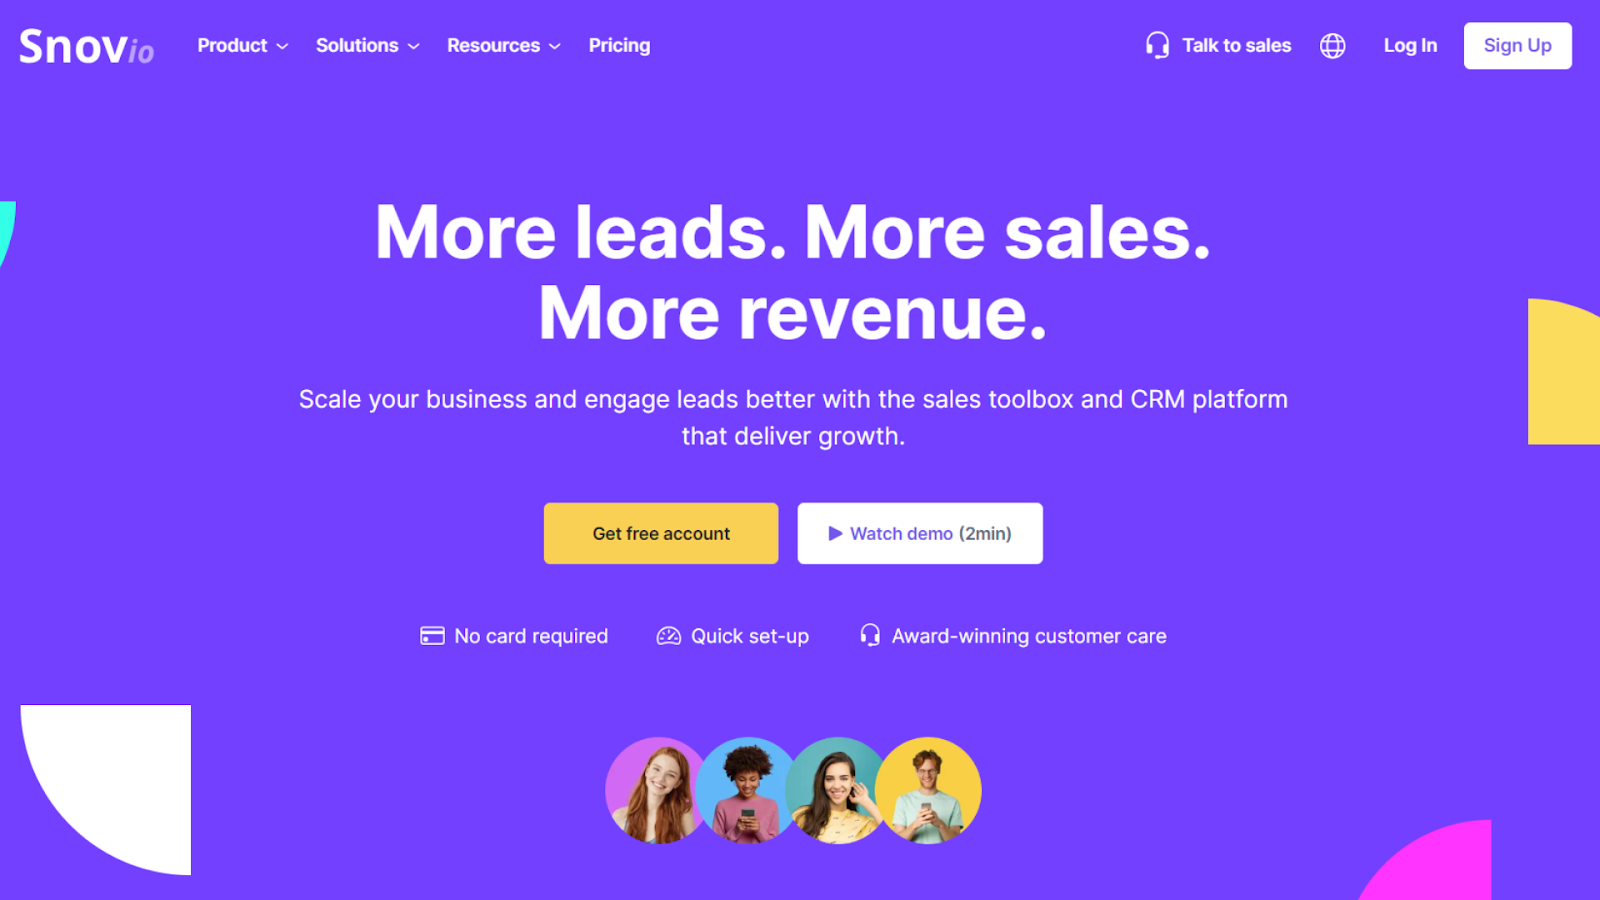 Snovio
Product
Solutions
Resources
Pricing
Talk to sales
Log In
Sign Up
More leads. More sales.
More revenue.
Scale your business and engage leads better with the sales toolbox and CRM platform
that deliver growth.
Get free account
Watch demo (2min)
No card required
Quick set-up
Award-winning customer care